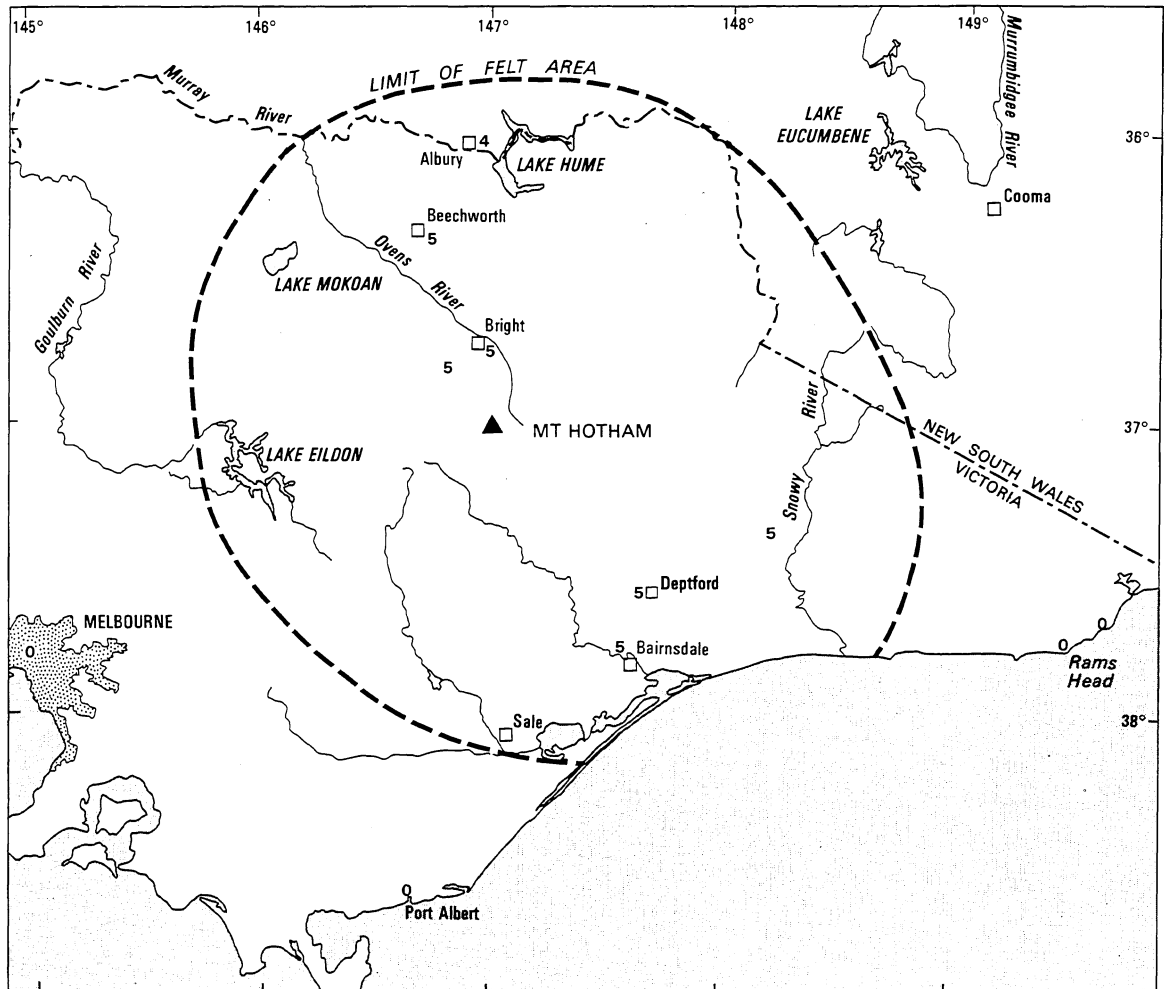 145°
146°
147°
148°
149°
LIMIT OF FELT AREA
Murray
River
Murrumbidgee River
LAKE
EUCUMBENE
36°
4
Albury
LAKE HUME
Cooma
Beechworth
5
Ovens
River
Goulburn River
LAKE MOKOAN
Bright
5
5
MT HOTHAM
37°
River
Snowy
NEW SOUTH WALES
VICTORIA
LAKE EILDON
5
5
Deptford
MELBOURNE
0
5
Bairnsdale
0
0
Rams
Head
Sale
38°
0
Port Albert